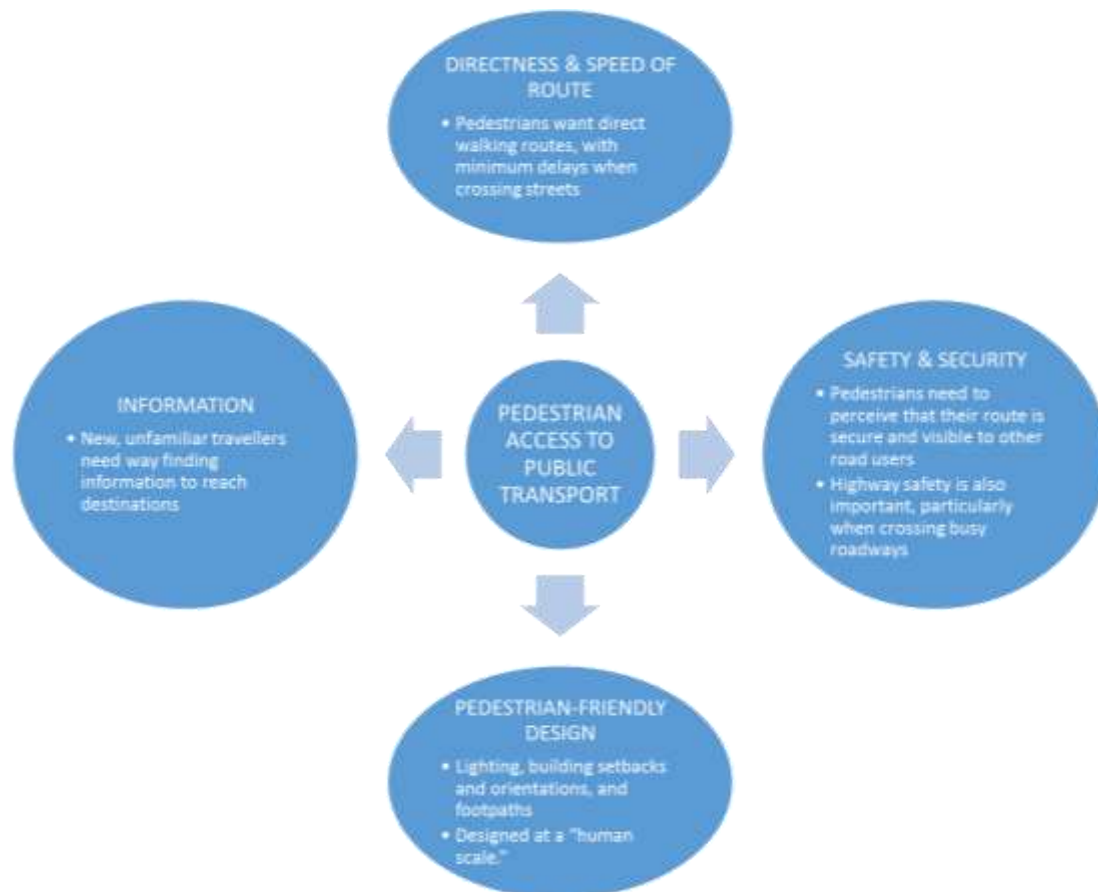 DIRECTNESS & SPEED OF
ROUTE
• Pedestrians want direct
walking routes, with
minimum delays when
crossing streets
INFORMATION
• New, unfamiliar travellers
need way finding
information to reach
destinations
PEDESTRIAN
ACCESS TO
PUBLIC
TRANSPORT
SAFETY & SECURITY
• Pedestrians need to
perceive that their route is
secure and visible to other
road users
• Highway safety is also
important, particularly
when crossing busy
roadways
PEDESTRIAN-FRIENDLY
DESIGN
• Lighting, building setbacks
and orientations, and
footpaths
• Designed at a "human
scale."